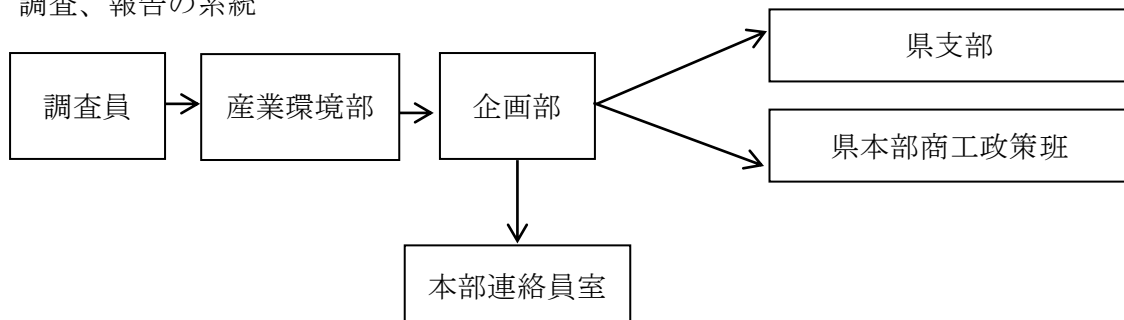 調査、報告の系統
県支部
調査員
産業環境部
企画部
県本部商工政策班
本部連絡員室